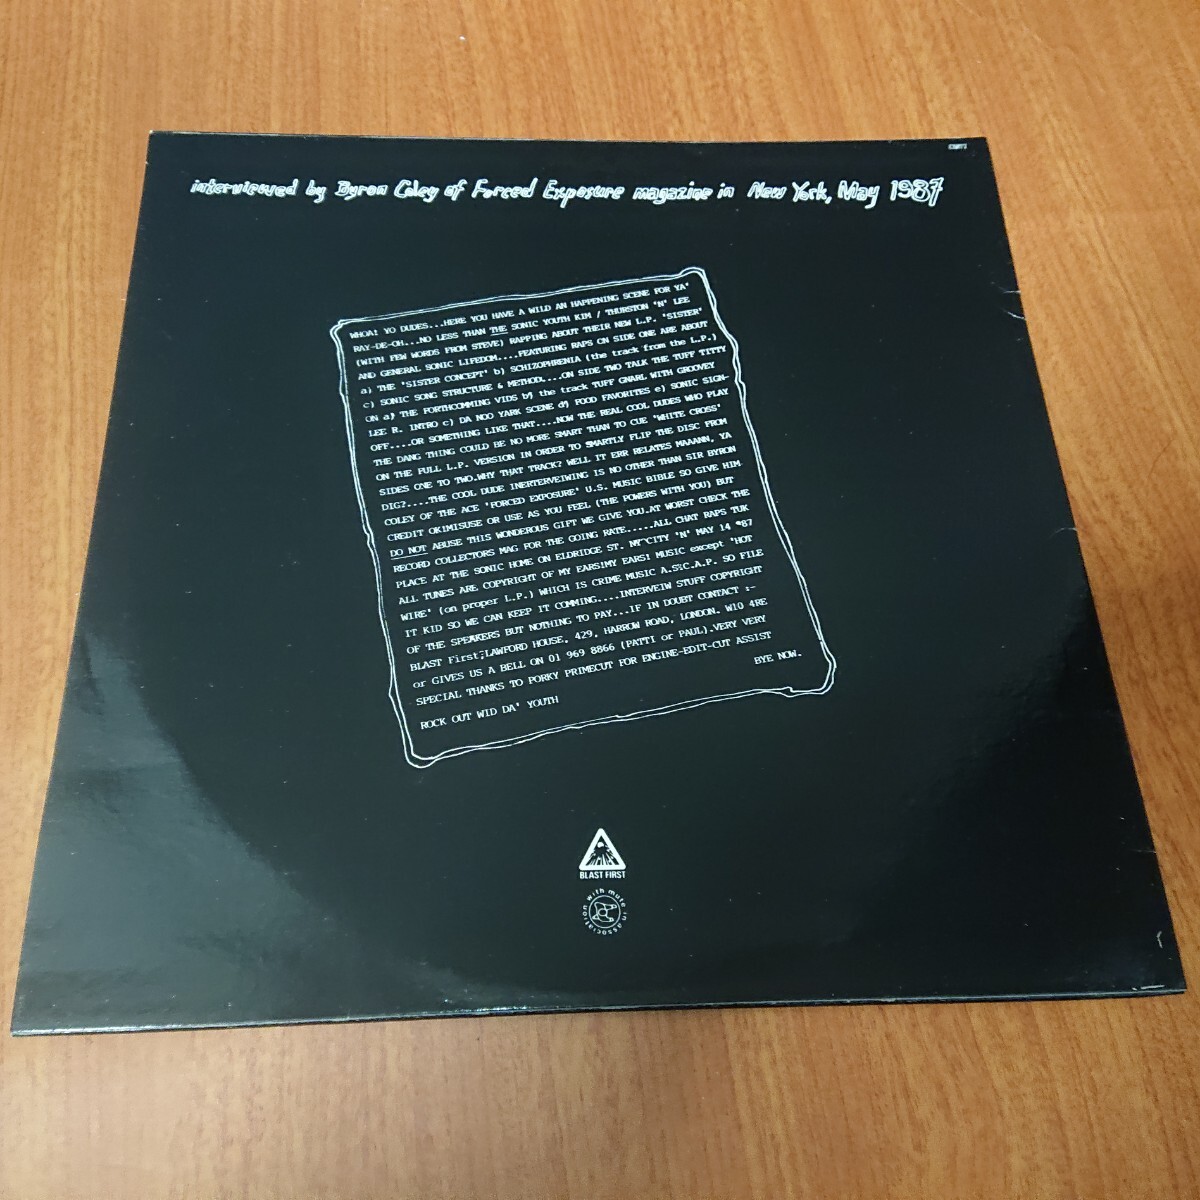 interviewed by Byron Coley of Forced Exposure magazine in New York, May 1987
WHOA! YO DUDES...HERE YOU HAVE A WILD AN HAPPENING SCENE FOR YA'
RAY-DE-OH...NO LESS THAN THE SONIC YOUTH KIM / THURSTON 'N' LEE
(WITH FEW WORDS FROM STEVE) RAPPING ABOUT THEIR NEW L.P. 'SISTER'
AND GENERAL SONIC LIFEDOM....FEATURING RAPS ON SIDE ONE ARE ABOUT
a) THE 'SISTER CONCEPT' b) SCHIZOPHRENIA (the track from the L.P.)
c) SONIC SONG STRUCTURE & METHOD....ON SIDE TWO TALK THE TUFF TITTY
ON a) THE FORTHCOMMING VIDS b) the track TUFF GNARL WITH GROOVEY
LEE R. INTRO c) DA NOO YARK SCENE d) FOOD FAVORITES e) SONIC SIGN-
OFF....OR SOMETHING LIKE THAT....NOW THE REAL COOL DUDES WHO PLAY
THE DANG THING COULD BE NO MORE SMART THAN TO CUE 'WHITE CROSS'
ON THE FULL L.P. VERSION IN ORDER TO SMARTLY FLIP THE DISC FROM
SIDES ONE TO TWO.WHY THAT TRACK? WELL IT ERR RELATES MAAANN, YA
DIG?....THE COOL DUDE INERTERVEIWING IS NO OTHER THAN SIR BYRON
COLEY OF THE ACE 'FORCED EXPOSURE' U.S. MUSIC BIBLE SO GIVE HIM
CREDIT OKIMISUSE OR USE AS YOU FEEL (THE POWERS WITH YOU) BUT
DO NOT ABUSE THIS WONDEROUS GIFT WE GIVE YOU.AT WORST CHECK THE
RECORD COLLECTORS MAG FOR THE GOING RATE.....ALL CHAT RAPS TUK
PLACE AT THE SONIC HOME ON ELDRIDGE ST. NY CITY 'N' MAY 14 '87
ALL TUNES ARE COPYRIGHT OF MY EARS!MY EARS! MUSIC except 'HOT
WIRE' (on proper L.P.) WHICH IS CRIME MUSIC A.S.C.A.P. SO FILE
IT KID SO WE CAN KEEP IT COMMING....INTERVEIW STUFF COPYRIGHT
OF THE SPEAKERS BUT NOTHING TO PAY...IF IN DOUBT CONTACT :-
BLAST First;LAWFORD HOUSE, 429, HARROW ROAD, LONDON. W10 4RE
or GIVES US A BELL ON 01 969 8866 (PATTI or PAUL).VERY VERY
SPECIAL THANKS TO PORKY PRIMECUT FOR ENGINE-EDIT-CUT ASSIST
BYE NOW.
ROCK OUT WID DA' YOUTH
BLAST FIRST
in association with mute